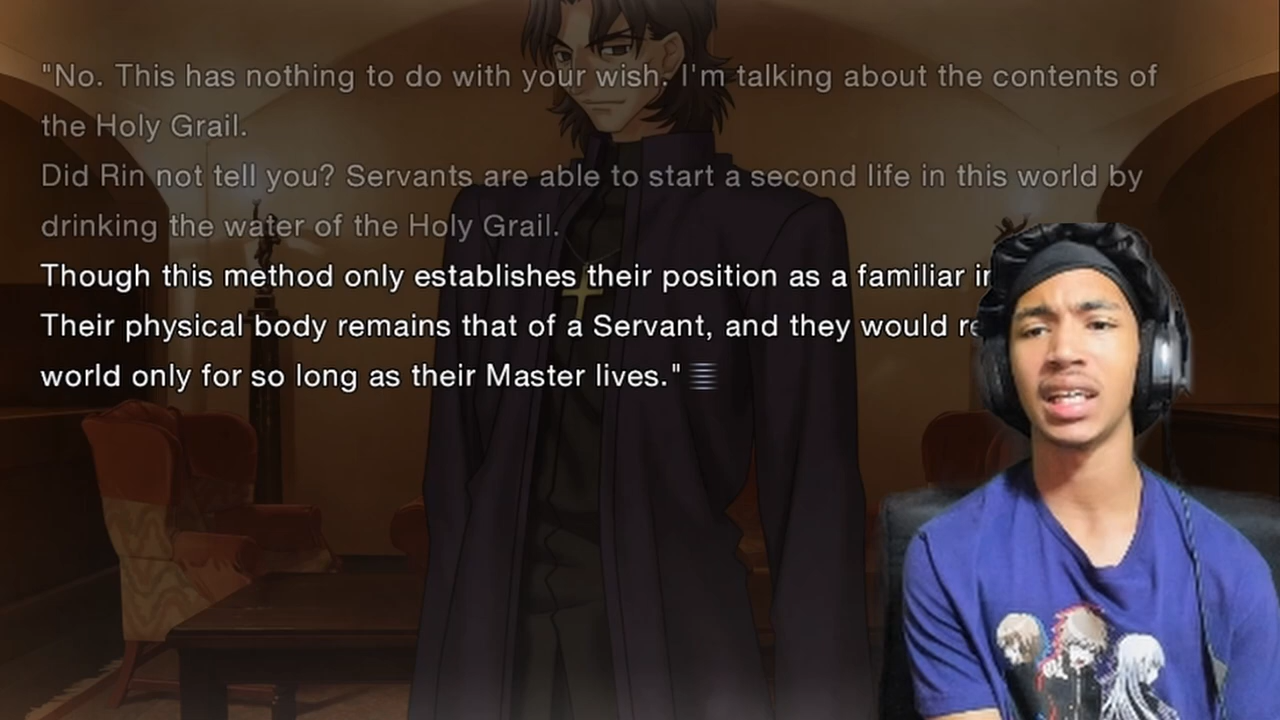 "No. This has nothing to do with your wish. I'm talking about the contents of
the Holy Grail.
Did Rin not tell you? Servants are able to start a second life in this world by
drinking the water of the Holy Grail.
Though this method only establishes their position as a familiar
Their physical body remains that of a Servant, and they would
world only for so long as their Master lives."